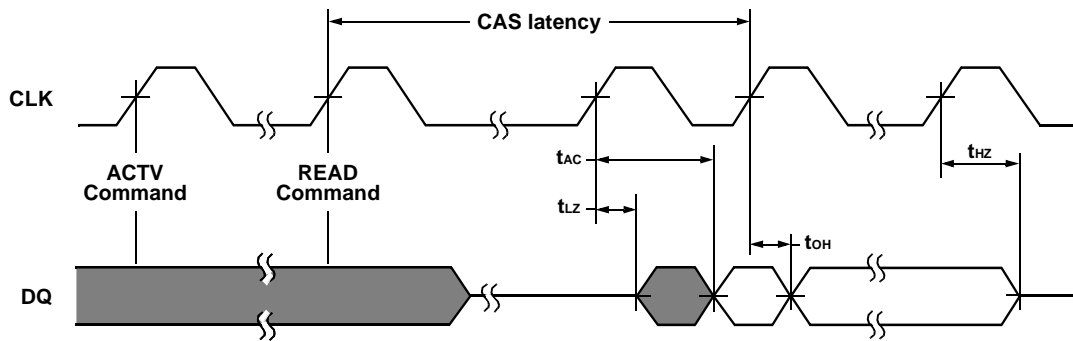 CAS latency
CLK
ACTV
Command
READ
Command
tAC
tHZ
tLZ
tOH
DQ